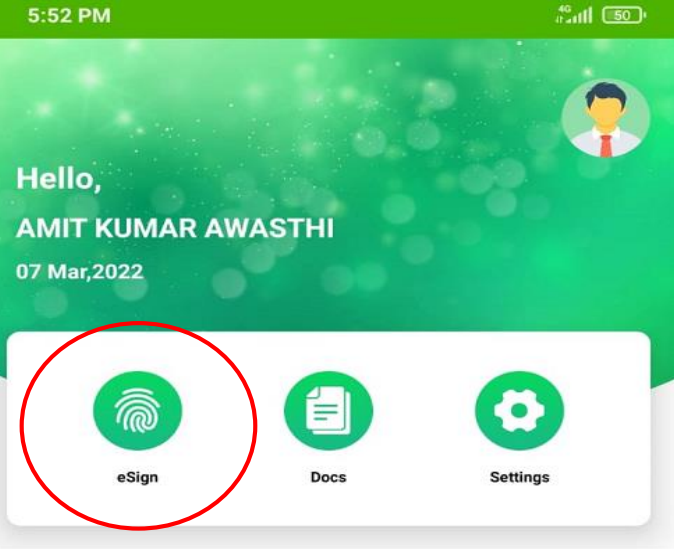 5:52 PM 4G 50
Hello,
AMIT KUMAR AWASTHI
07 Mar,2022
eSign Docs Settings